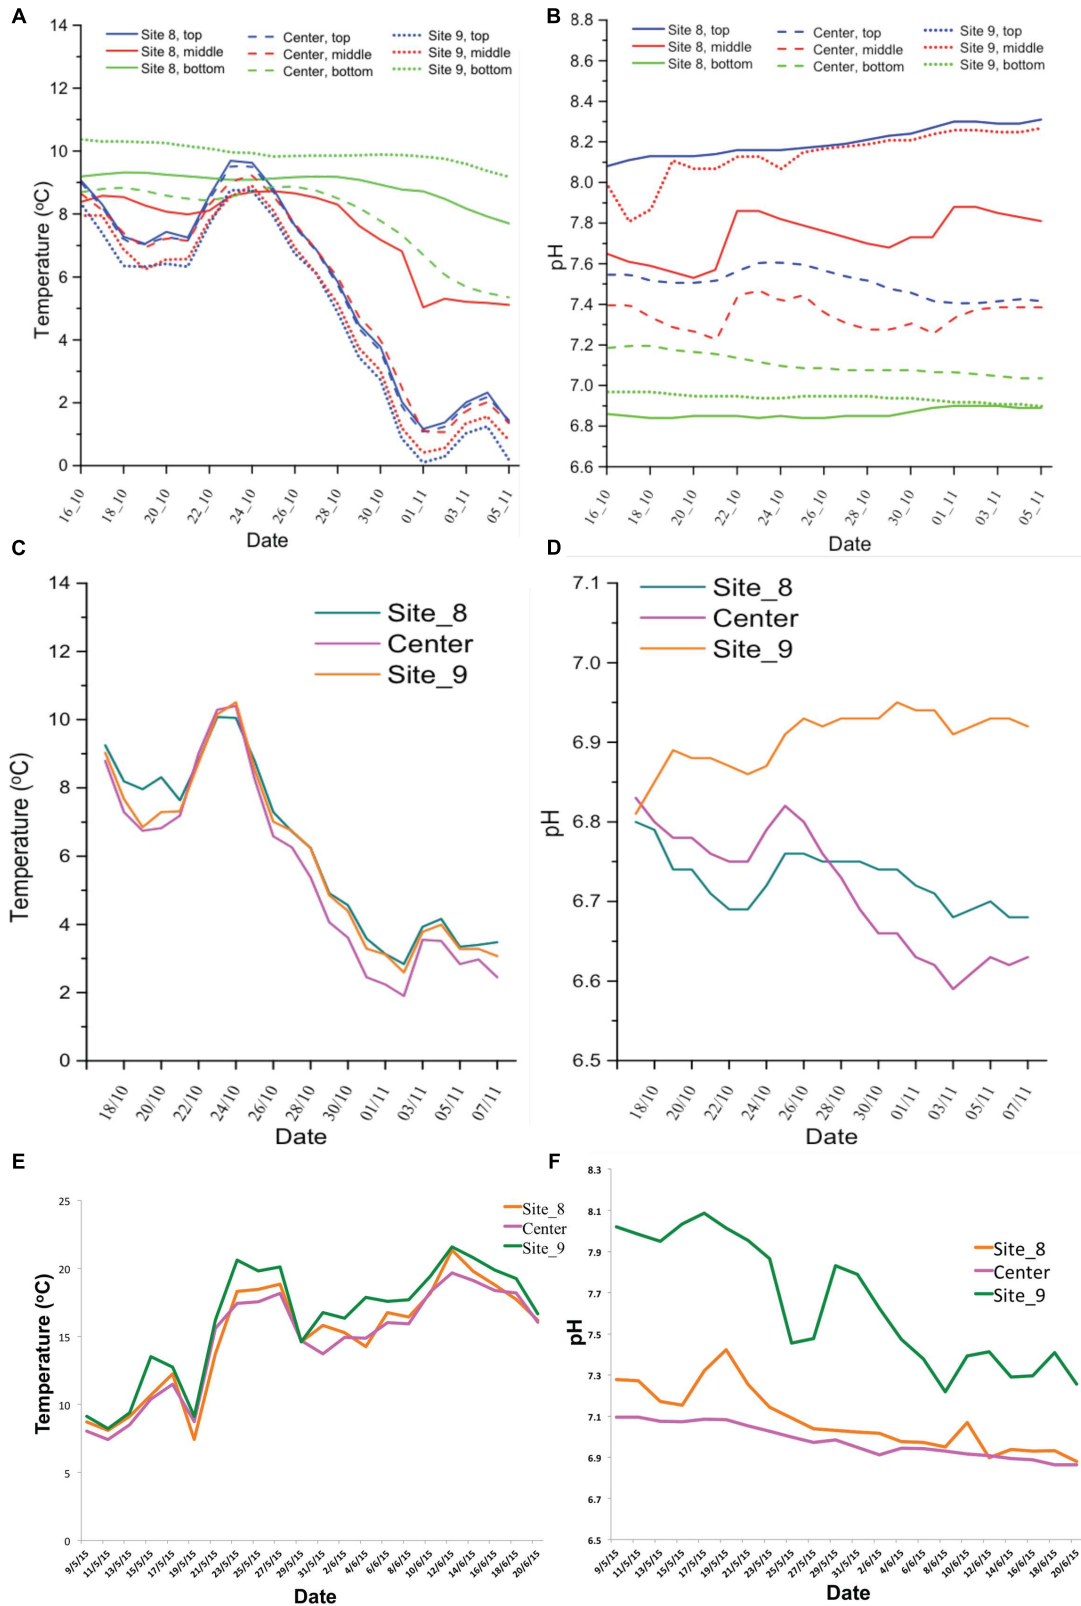 A
14
12
10
8
6
4
2
0
Temperature (ºC)
Site 8, top
Site 8, middle
Site 8, bottom
Center, top
Center, middle
Center, bottom
Site 9, top
Site 9, middle
Site 9, bottom
16_10
18_10
20_10
22_10
24_10
26_10
28_10
30_10
01_11
03_11
05_11
Date
B
8.8
8.6
8.4
8.2
8.0
7.8
7.6
7.4
7.2
7.0
6.8
6.6
pH
Site 8, top
Site 8, middle
Site 8, bottom
Center, top
Center, middle
Center, bottom
Site 9, top
Site 9, middle
Site 9, bottom
16_10
18_10
20_10
22_10
24_10
26_10
28_10
30_10
01_11
03_11
05_11
Date
C
14
12
10
8
6
4
2
0
Temperature (ºC)
Site_8
Center
Site_9
18/10
20/10
22/10
24/10
26/10
28/10
30/10
01/11
03/11
05/11
07/11
Date
D
7.1
7.0
6.9
6.8
6.7
6.6
6.5
pH
Site_8
Center
Site_9
18/10
20/10
22/10
24/10
26/10
28/10
30/10
01/11
03/11
05/11
07/11
Date
E
25
20
15
10
5
0
Temperature (ºC)
Site_8
Center
Site_9
9/5/15
11/5/15
13/5/15
15/5/15
17/5/15
19/5/15
21/5/15
23/5/15
25/5/15
27/5/15
29/5/15
31/5/15
2/6/15
4/6/15
6/6/15
8/6/15
10/6/15
12/6/15
14/6/15
16/6/15
18/6/15
20/6/15
Date
F
8.3
8.1
7.9
7.7
7.5
7.3
7.1
6.9
6.7
6.5
pH
Site_8
Center
Site_9
9/5/15
11/5/15
13/5/15
15/5/15
17/5/15
19/5/15
21/5/15
23/5/15
25/5/15
27/5/15
29/5/15
31/5/15
2/6/15
4/6/15
6/6/15
8/6/15
10/6/15
12/6/15
14/6/15
16/6/15
18/6/15
20/6/15
Date